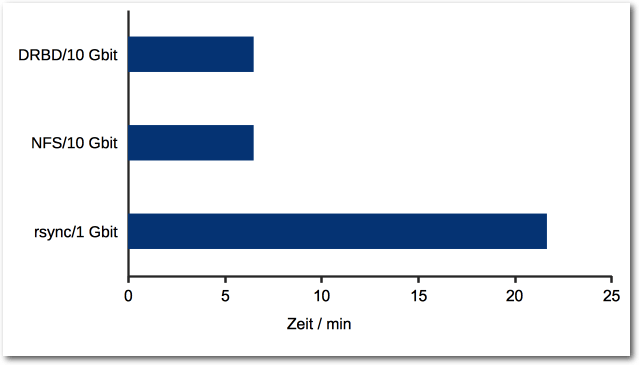 DRBD/10 Gbit
NFS/10 Gbit
rsync/1 Gbit
0 5 10 15 20 25
Zeit / min